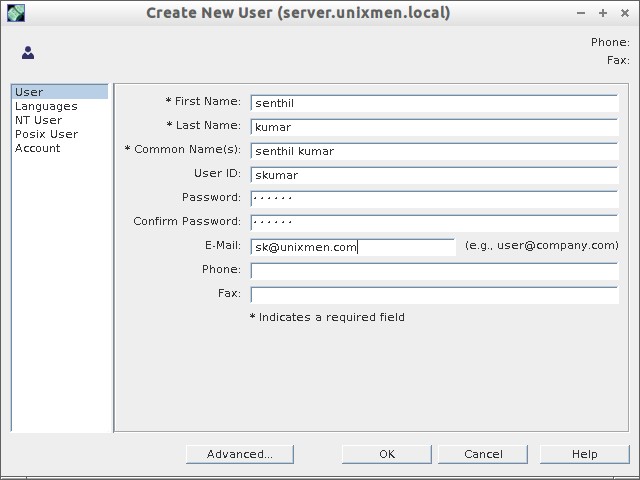 Create New User (server.unixmen.local)
Phone:
Fax:
User
Languages
NT User
Posix User
Account
* First Name: senthil
* Last Name: kumar
* Common Name(s): senthil kumar
User ID: skumar
Password: ······
Confirm Password: ······
E-Mail: sk@unixmen.com (e.g., user@company.com)
Phone:
Fax:
* Indicates a required field
Advanced... OK Cancel Help